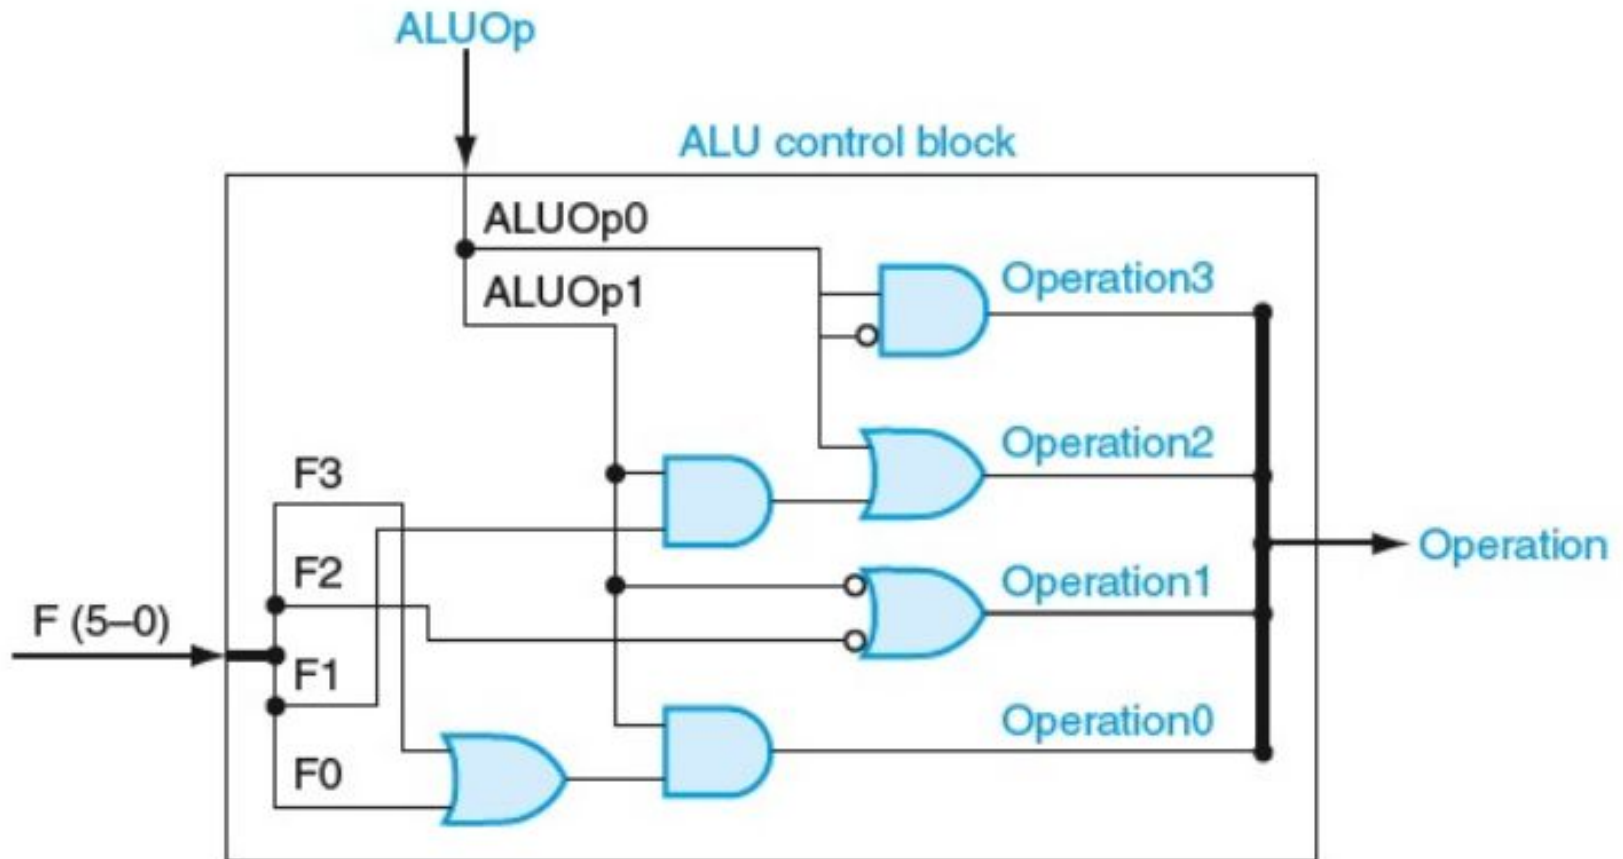 ALUOp
ALU control block
ALUOp0
ALUOp1
Operation3
Operation2
F3
F2
Operation1
Operation
F (5–0)
F1
Operation0
F0